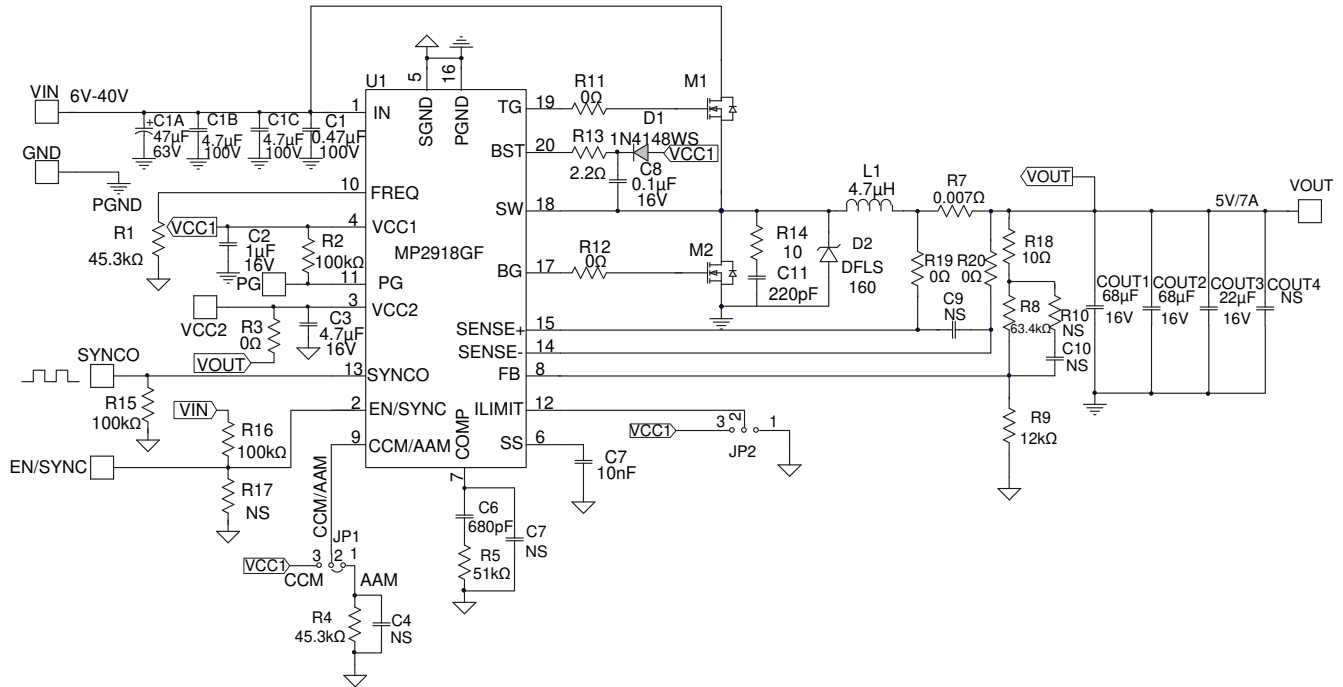 U1
MP2918GF
VIN
6V-40V
GND
PGND
+C1A
47µF
63V
C1B
4.7µF
100V
C1C
4.7µF
100V
C1
0.47µF
100V
5
SGND
16
PGND
1
IN
10
FREQ
R1
45.3kΩ
VCC1
4
VCC1
C2
1µF
16V
R2
100kΩ
PG
11
PG
VCC2
3
VCC2
R3
0Ω
VOUT
C3
4.7µF
16V
SYNCO
13
SYNCO
R15
100kΩ
VIN
2
EN/SYNC
R16
100kΩ
EN/SYNC
R17
NS
9
CCM/AAM
CCM/AAM
JP1
VCC1
3
2
1
CCM
AAM
R4
45.3kΩ
C4
NS
COMP
7
C6
680pF
R5
51kΩ
C7
NS
TG
19
R11
0Ω
M1
BST
20
R13
2.2Ω
D1
1N4148WS
VCC1
C8
0.1µF
16V
SW
18
BG
17
R12
0Ω
M2
R14
10
C11
220pF
D2
DFLS
160
L1
4.7µH
R7
0.007Ω
R19
0Ω
R20
0Ω
C9
NS
SENSE+
15
SENSE-
14
FB
8
ILIMIT
12
VCC1
3
2
1
JP2
SS
6
C7
10nF
VOUT
5V/7A
VOUT
R18
10Ω
R8
63.4kΩ
R10
NS
C10
NS
R9
12kΩ
COUT1
68µF
16V
COUT2
68µF
16V
COUT3
22µF
16V
COUT4
NS